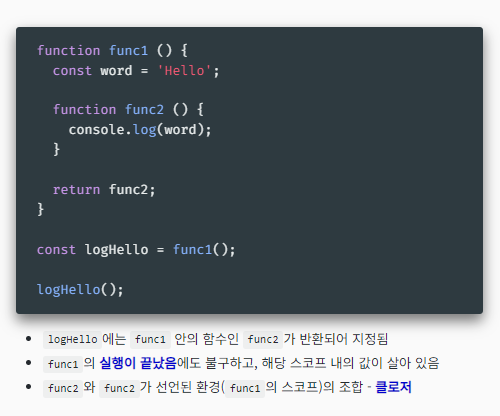 function func1 () {
const word = 'Hello';
function func2 () {
console.log(word);
}
return func2;
}
const logHello = func1();
logHello();
• logHello 에는 func1 안의 함수인 func2 가 반환되어 지정됨
• func1 의 실행이 끝났음에도 불구하고, 해당 스코프 내의 값이 살아 있음
• func2 와 func2 가 선언된 환경( func1 의 스코프)의 조합 - 클로저